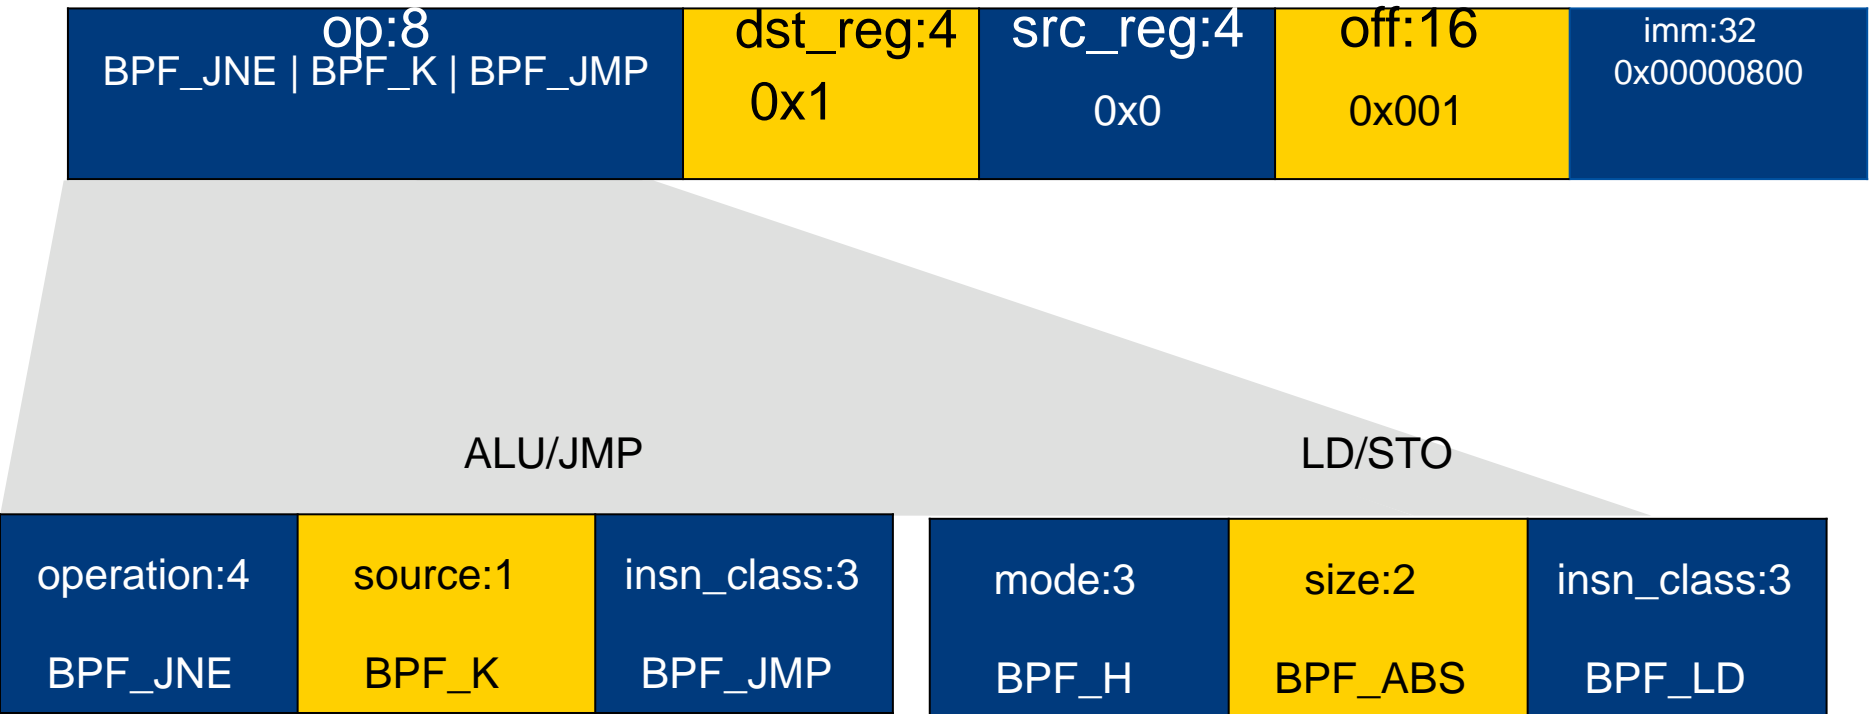 op:8
BPF_JNE | BPF_K | BPF_JMP
dst_reg:4
0x1
src_reg:4
0x0
off:16
0x001
imm:32
0x00000800
ALU/JMP
LD/STO
operation:4
BPF_JNE
source:1
BPF_K
insn_class:3
BPF_JMP
mode:3
BPF_H
size:2
BPF_ABS
insn_class:3
BPF_LD